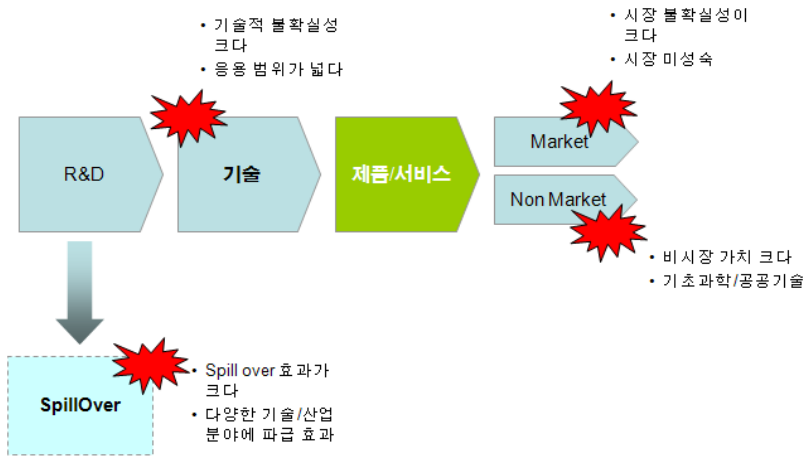 • 기술적 불확실성
크다
• 응용 범위가 넓다
• 시장 불확실성이
크다
• 시장 미성숙
R&D
기술
제품/서비스
Market
Non Market
• 비시장 가치 크다
• 기초과학/공공기술
SpillOver
• Spill over 효과가
크다
• 다양한 기술/산업
분야에 파급 효과